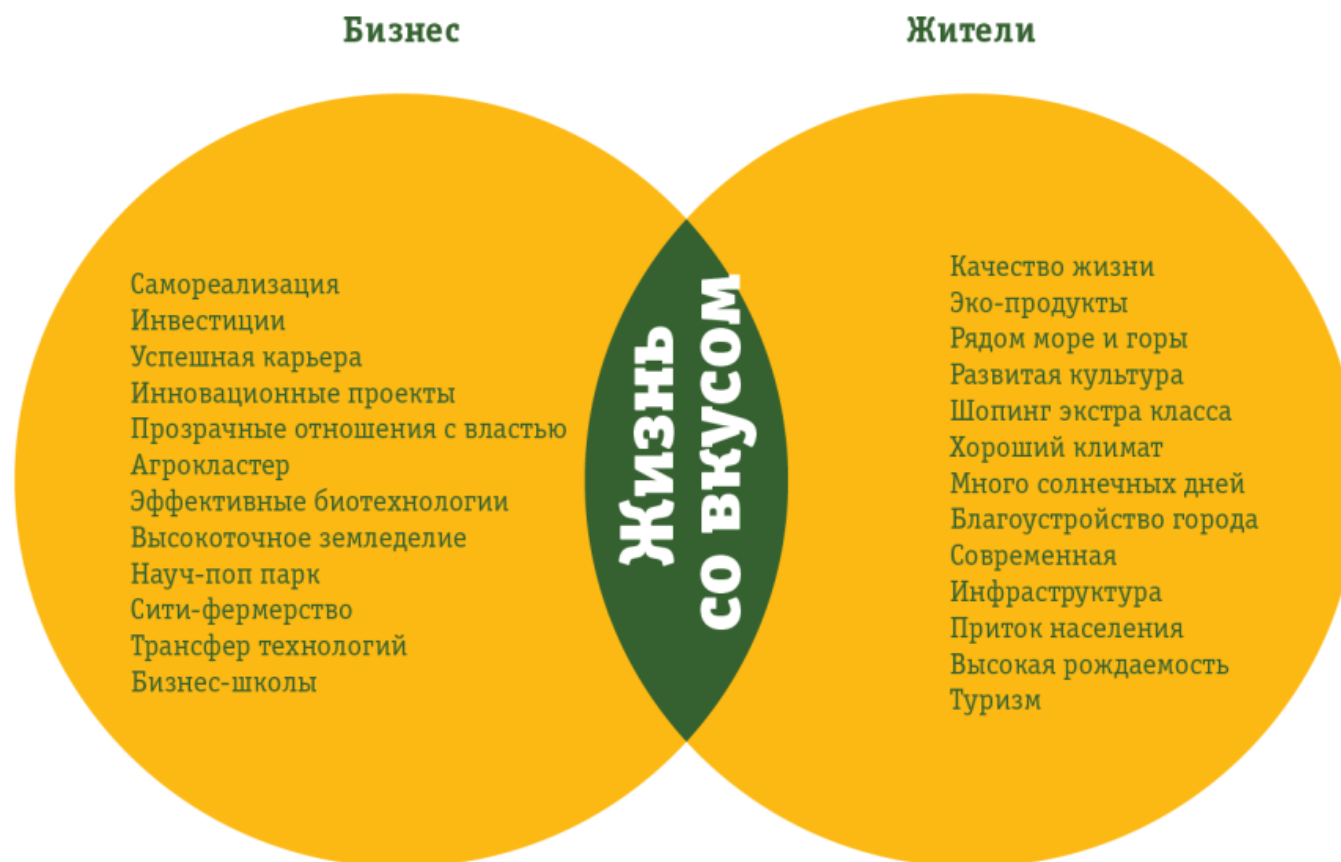 Бизнес
Жители
Самореализация
Инвестиции
Успешная карьера
Инновационные проекты
Прозрачные отношения с властью
Агрокластер
Эффективные биотехнологии
Высокоточное земледелие
Науч-поп парк
Сити-фермерство
Трансфер технологий
Бизнес-школы
Жизнь
со вкусом
Качество жизни
Эко-продукты
Рядом море и горы
Развитая культура
Шопинг экстра класса
Хороший климат
Много солнечных дней
Благоустройство города
Современная
Инфраструктура
Приток населения
Высокая рождаемость
Туризм